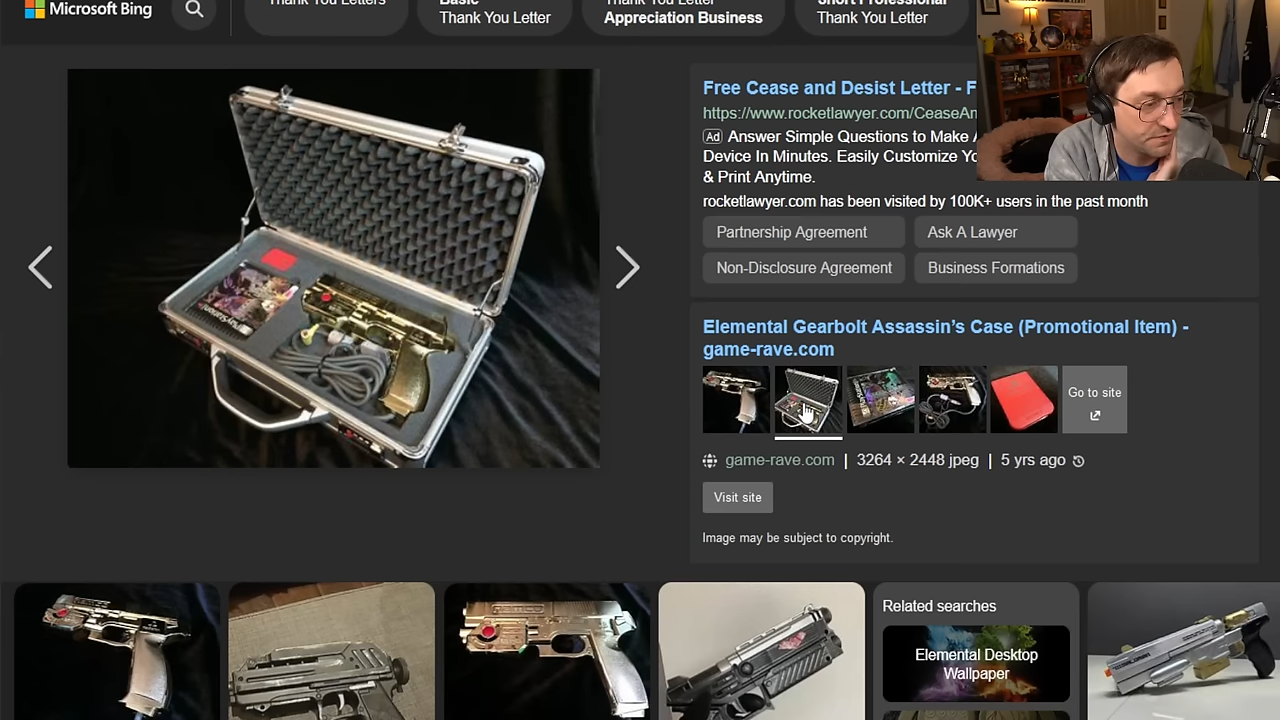 Microsoft Bing
Thank You Letters
Basic
Thank You Letter
Thank You Letter
Appreciation Business
Short Professional
Thank You Letter
Free Cease and Desist Letter - F
https://www.rocketlawyer.com/CeaseAn
Ad Answer Simple Questions to Make
Device In Minutes. Easily Customize Yo
& Print Anytime.
rocketlawyer.com has been visited by 100K+ users in the past month
Partnership Agreement
Ask A Lawyer
Non-Disclosure Agreement
Business Formations
Elemental Gearbolt Assassin’s Case (Promotional Item) -
game-rave.com
Go to site
game-rave.com | 3264 × 2448 jpeg | 5 yrs ago
Visit site
Image may be subject to copyright.
PlayStation
Related searches
Elemental Desktop
Wallpaper